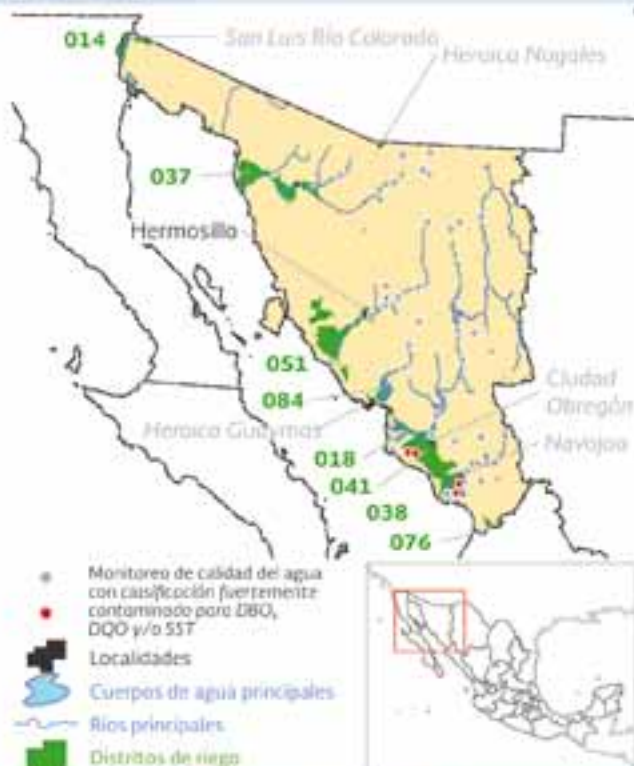 014
San Luis Río Colorado
Heroica Nogales
037
Hermosillo
051
084
Heroica Guaymas
Ciudad
Obregón
018
Navojoa
041
038
076
Monitoreo de calidad del agua
con clasificación fuertemente
contaminado para DBO,
DQO y/o SST
Localidades
Cuerpos de agua principales
Ríos principales
Distritos de riego